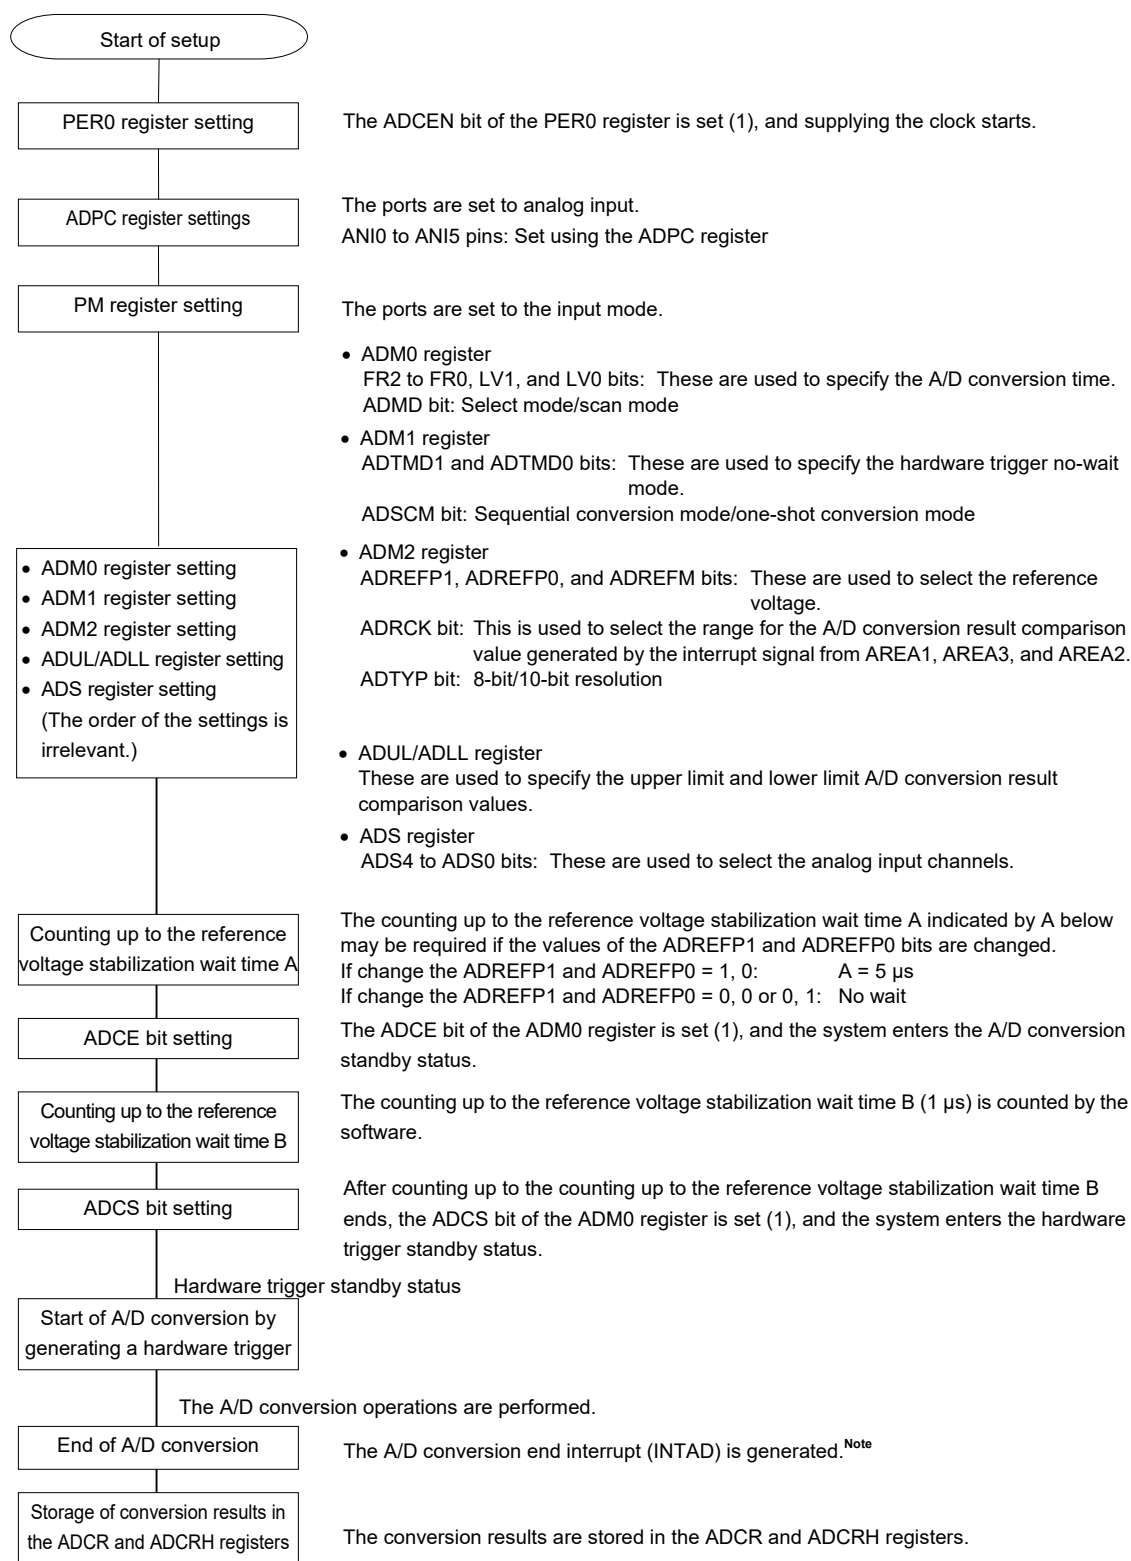 Start of setup
PER0 register setting
The ADCEN bit of the PER0 register is set (1), and supplying the clock starts.
ADPC register settings
The ports are set to analog input.
ANI0 to ANI5 pins: Set using the ADPC register
PM register setting
The ports are set to the input mode.
• ADM0 register
FR2 to FR0, LV1, and LV0 bits: These are used to specify the A/D conversion time.
ADMD bit: Select mode/scan mode
• ADM1 register
ADTMD1 and ADTMD0 bits: These are used to specify the hardware trigger no-wait
mode.
ADSCM bit: Sequential conversion mode/one-shot conversion mode
• ADM0 register setting
• ADM1 register setting
• ADM2 register setting
• ADUL/ADLL register setting
• ADS register setting
(The order of the settings is
irrelevant.)
• ADM2 register
ADREFP1, ADREFP0, and ADREFM bits: These are used to select the reference
voltage.
ADRCK bit: This is used to select the range for the A/D conversion result comparison
value generated by the interrupt signal from AREA1, AREA3, and AREA2.
ADTYP bit: 8-bit/10-bit resolution
• ADUL/ADLL register
These are used to specify the upper limit and lower limit A/D conversion result
comparison values.
• ADS register
ADS4 to ADS0 bits: These are used to select the analog input channels.
Counting up to the reference
voltage stabilization wait time A
The counting up to the reference voltage stabilization wait time A indicated by A below
may be required if the values of the ADREFP1 and ADREFP0 bits are changed.
If change the ADREFP1 and ADREFP0 = 1, 0: A = 5 µs
If change the ADREFP1 and ADREFP0 = 0, 0 or 0, 1: No wait
ADCE bit setting
The ADCE bit of the ADM0 register is set (1), and the system enters the A/D conversion
standby status.
Counting up to the reference
voltage stabilization wait time B
The counting up to the reference voltage stabilization wait time B (1 µs) is counted by the
software.
ADCS bit setting
After counting up to the counting up to the reference voltage stabilization wait time B
ends, the ADCS bit of the ADM0 register is set (1), and the system enters the hardware
trigger standby status.
Hardware trigger standby status
Start of A/D conversion by
generating a hardware trigger
The A/D conversion operations are performed.
End of A/D conversion
The A/D conversion end interrupt (INTAD) is generated.Note
Storage of conversion results in
the ADCR and ADCRH registers
The conversion results are stored in the ADCR and ADCRH registers.